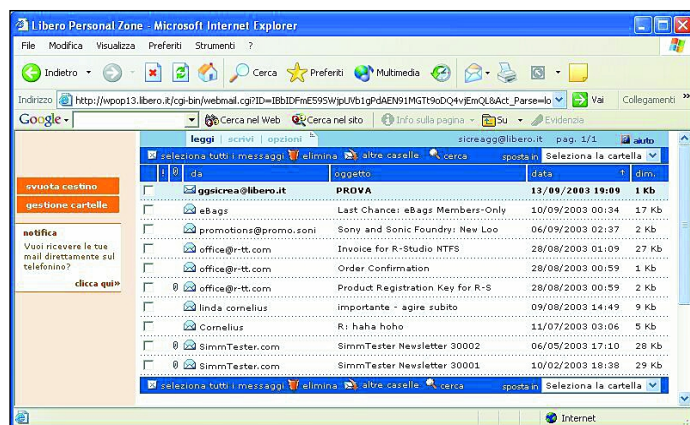 Libero Personal Zone - Microsoft Internet Explorer
File Modifica Visualizza Preferiti Strumenti ?
Indietro Cerca Preferiti Multimedia
Indirizzo http://wpop13.libero.it/cgi-bin/webmail.cgi?ID=IBbIDFmE59SWjpUVb1gPdAEN91MGTt9oDQ4vjEmQL&Act_Parse=lo Vai Collegamenti »
Google Cerca nel Web Cerca nel sito Info sulla pagina Su Evidenzia
leggi | scrivi | opzioni sicreagg@libero.it pag. 1/1 aiuto
seleziona tutti i messaggi elimina altre caselle cerca sposta in Seleziona la cartella
! da oggetto data ↑ dim.
svuota cestino
gestione cartelle
notifica
Vuoi ricevere le tue
mail direttamente sul
telefonino?
clicca qui»
ggsicrea@libero.it PROVA 13/09/2003 19:09 1 Kb
eBags Last Chance: eBags Members-Only 10/09/2003 00:34 17 Kb
promotions@promo.soni Sony and Sonic Foundry: New Loo 06/09/2003 02:37 2 Kb
office@r-tt.com Invoice for R-Studio NTFS 28/08/2003 01:09 27 Kb
office@r-tt.com Order Confirmation 28/08/2003 00:59 1 Kb
office@r-tt.com Product Registration Key for R-S 28/08/2003 00:59 2 Kb
linda cornelius importante - agire subito 09/08/2003 14:49 9 Kb
Cornelius R: haha hoho 11/07/2003 03:06 5 Kb
SimmTester.com SimmTester Newsletter 30002 06/05/2003 17:10 28 Kb
SimmTester.com SimmTester Newsletter 30001 10/02/2003 18:38 29 Kb
seleziona tutti i messaggi elimina altre caselle cerca sposta in Seleziona la cartella
Internet